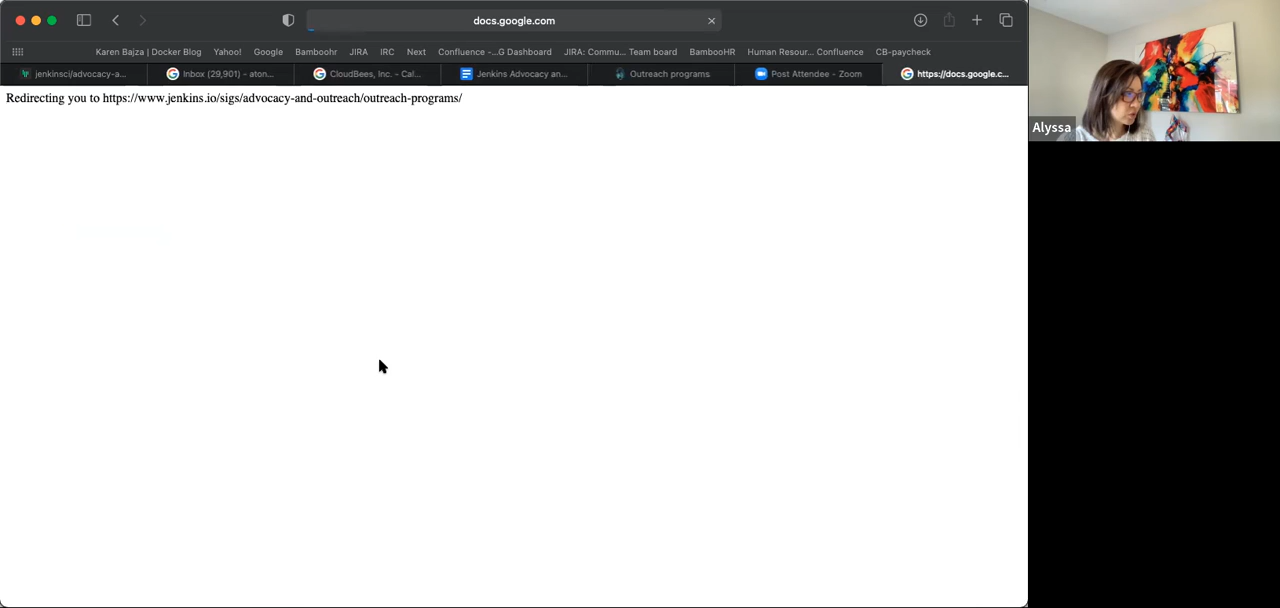 docs.google.com
Karen Bajza | Docker Blog Yahoo! Google Bamboohr JIRA IRC Next Confluence -...G Dashboard JIRA: Commu... Team board BambooHR Human Resour... Confluence CB-paycheck
jenkinsci/advocacy-a... Inbox (29,901) - aton... CloudBees, Inc. - Cal... Jenkins Advocacy an... Outreach programs Post Attendee - Zoom https://docs.google.c...
Redirecting you to https://www.jenkins.io/sigs/advocacy-and-outreach/outreach-programs/
Alyssa